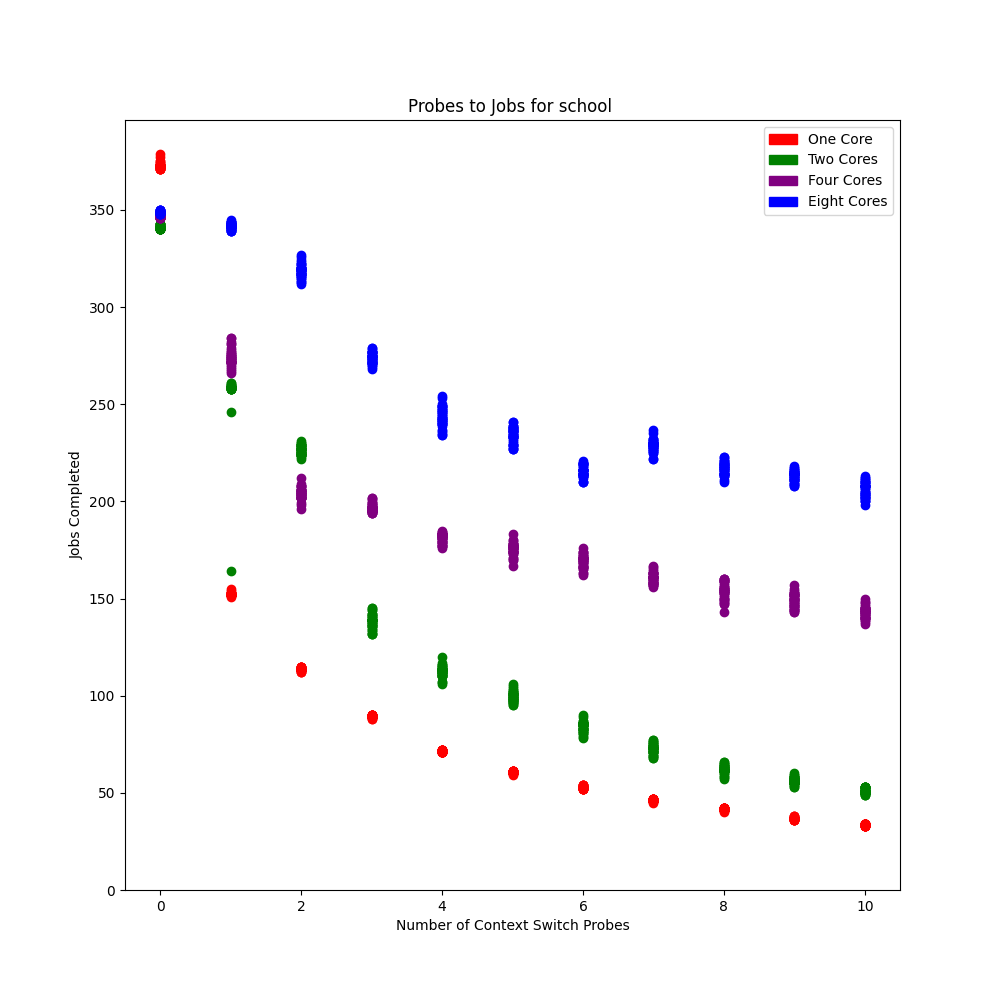 Probes to Jobs for school
One Core
Two Cores
Four Cores
Eight Cores
350
300
250
200
150
100
50
0
Jobs Completed
0 2 4 6 8 10
Number of Context Switch Probes